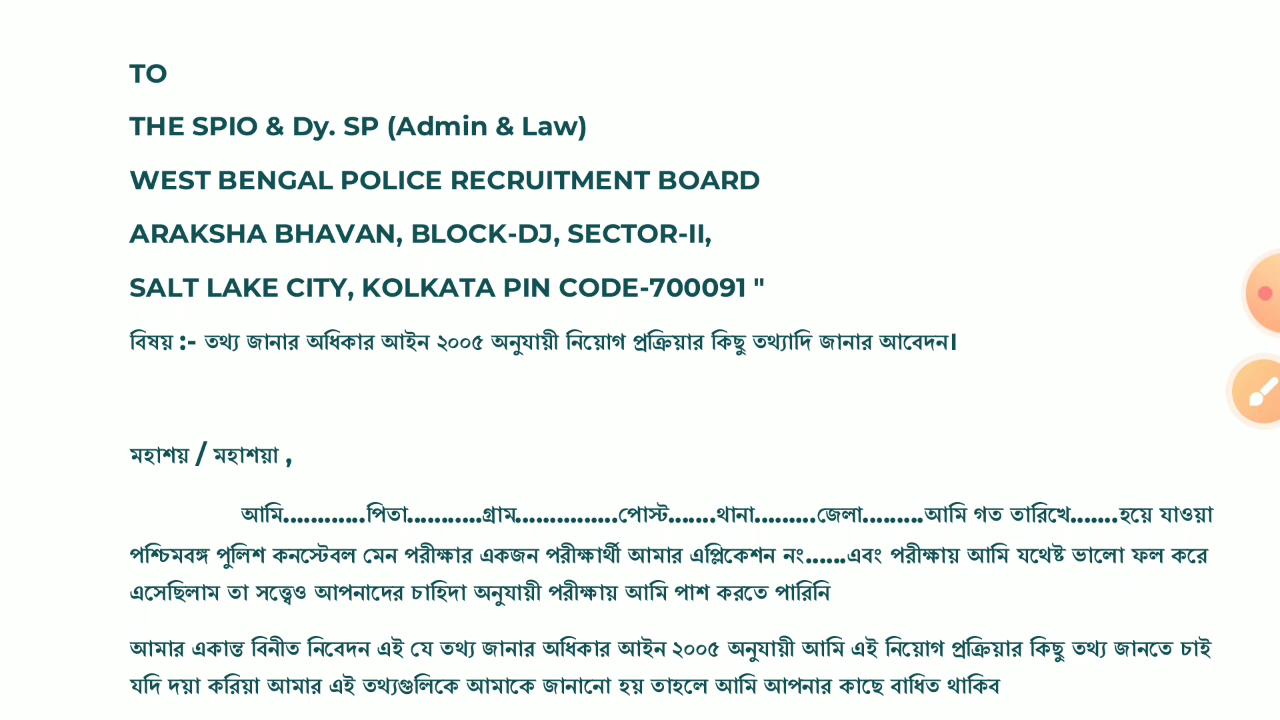 TO
THE SPIO & Dy. SP (Admin & Law)
WEST BENGAL POLICE RECRUITMENT BOARD
ARAKSHA BHAVAN, BLOCK-DJ, SECTOR-II,
SALT LAKE CITY, KOLKATA PIN CODE-700091 "
বিষয় :- তথ্য জানার অধিকার আইন ২০০৫ অনুযায়ী নিয়োগ প্রক্রিয়ার কিছু তথ্যাদি জানার আবেদন।
মহাশয় / মহাশয়া ,
আমি............পিতা...........গ্রাম...............পোস্ট.......থানা.........জেলা.........আমি গত তারিখে.......হয়ে যাওয়া
পশ্চিমবঙ্গ পুলিশ কনস্টেবল মেন পরীক্ষার একজন পরীক্ষার্থী আমার এপ্লিকেশন নং......এবং পরীক্ষায় আমি যথেষ্ট ভালো ফল করে
এসেছিলাম তা সত্ত্বেও আপনাদের চাহিদা অনুযায়ী পরীক্ষায় আমি পাশ করতে পারিনি
আমার একান্ত বিনীত নিবেদন এই যে তথ্য জানার অধিকার আইন ২০০৫ অনুযায়ী আমি এই নিয়োগ প্রক্রিয়ার কিছু তথ্য জানতে চাই
যদি দয়া করিয়া আমার এই তথ্যগুলিকে আমাকে জানানো হয় তাহলে আমি আপনার কাছে বাধিত থাকিব